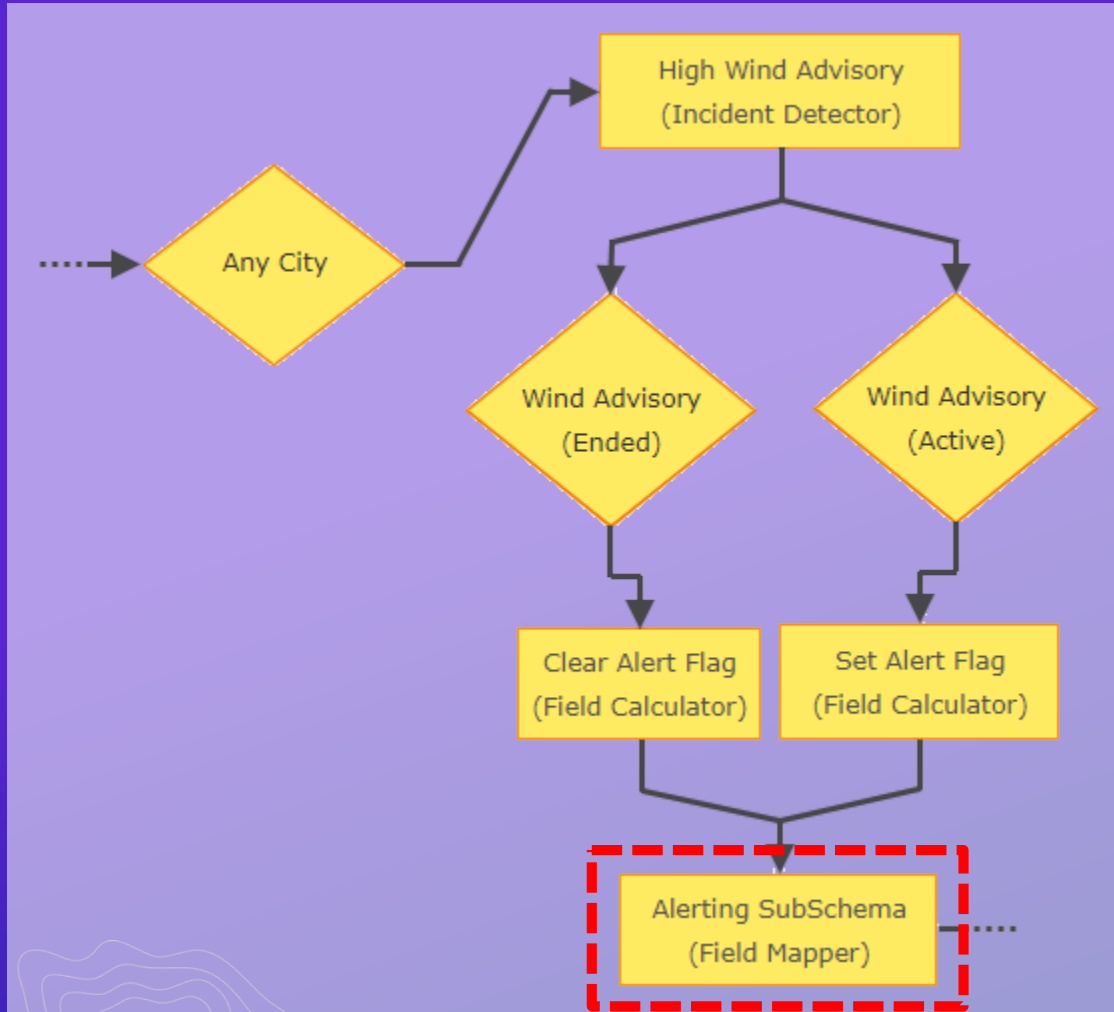 High Wind Advisory
(Incident Detector)
Any City
Wind Advisory
(Ended)
Wind Advisory
(Active)
Clear Alert Flag
(Field Calculator)
Set Alert Flag
(Field Calculator)
Alerting SubSchema
(Field Mapper)